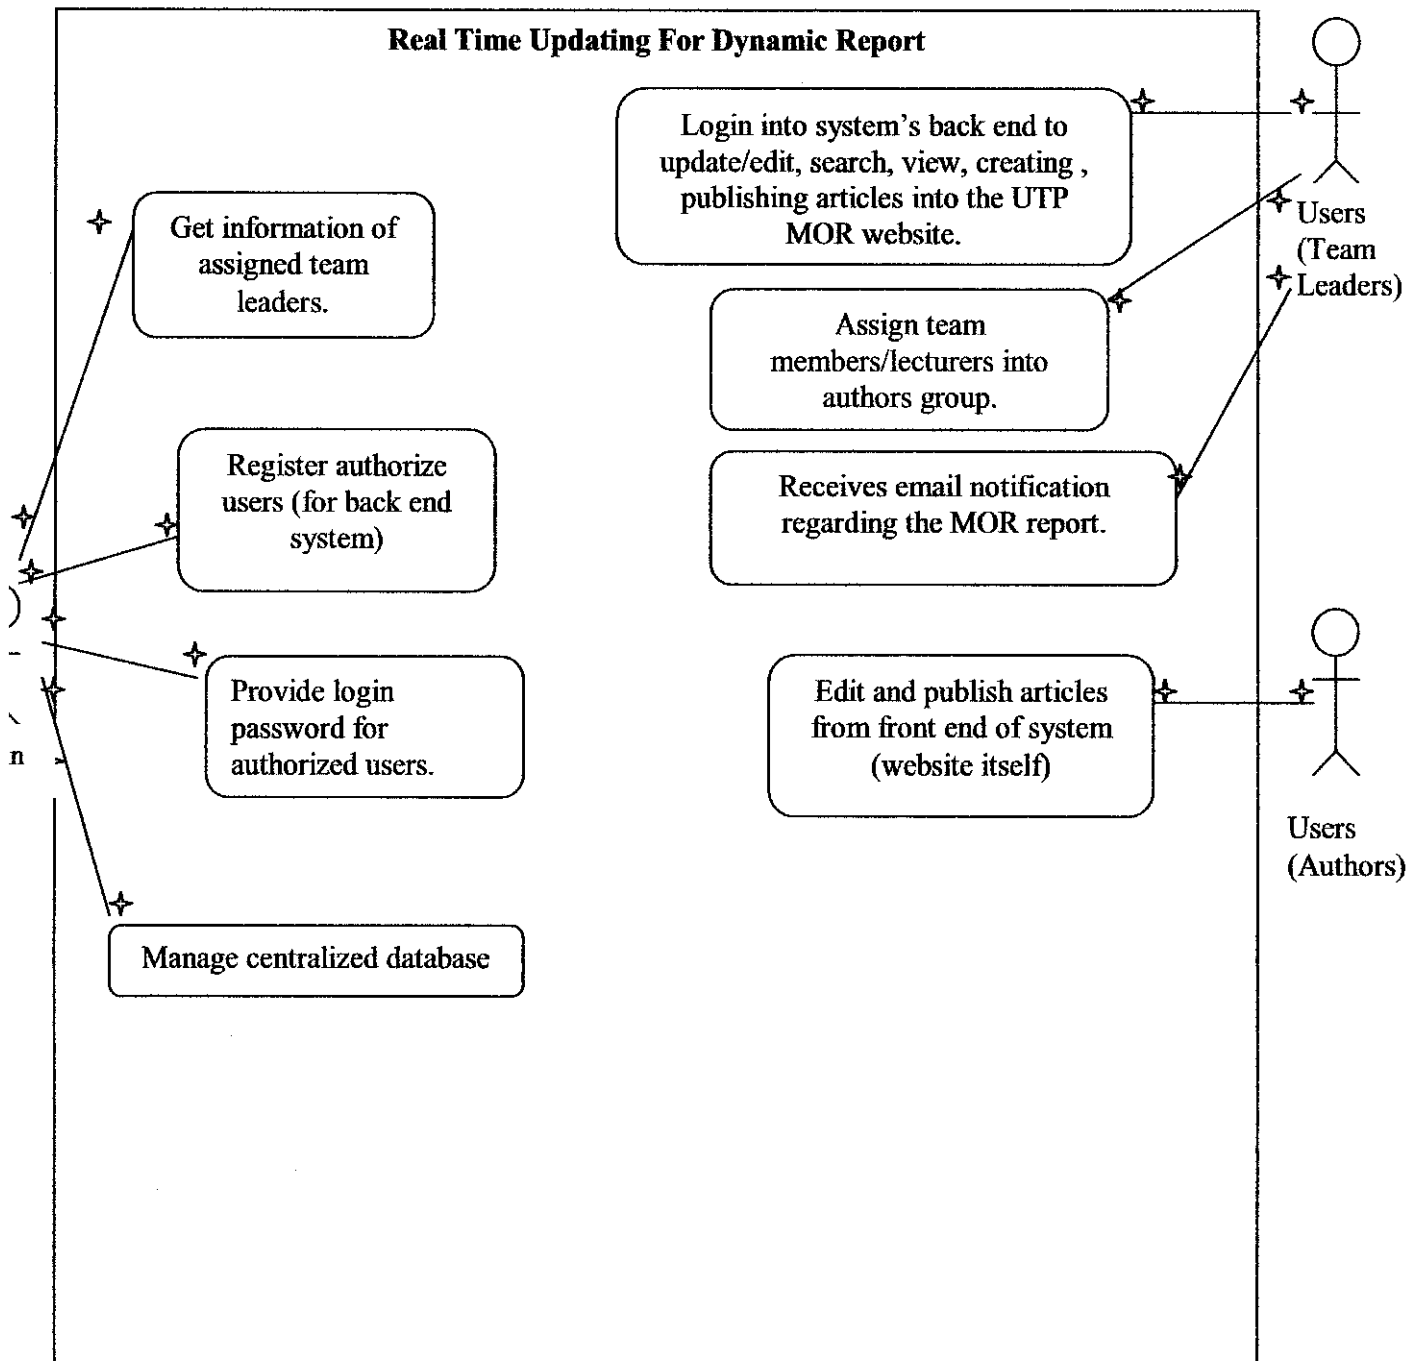 Real Time Updating For Dynamic Report
Login into system's back end to
update/edit, search, view, creating ,
publishing articles into the UTP
MOR website.
Get information of
assigned team
leaders.
Users
(Team
Leaders)
Assign team
members/lecturers into
authors group.
Register authorize
users (for back end
system)
Receives email notification
regarding the MOR report.
Provide login
password for
authorized users.
Edit and publish articles
from front end of system
(website itself)
n
Users
(Authors)
Manage centralized database